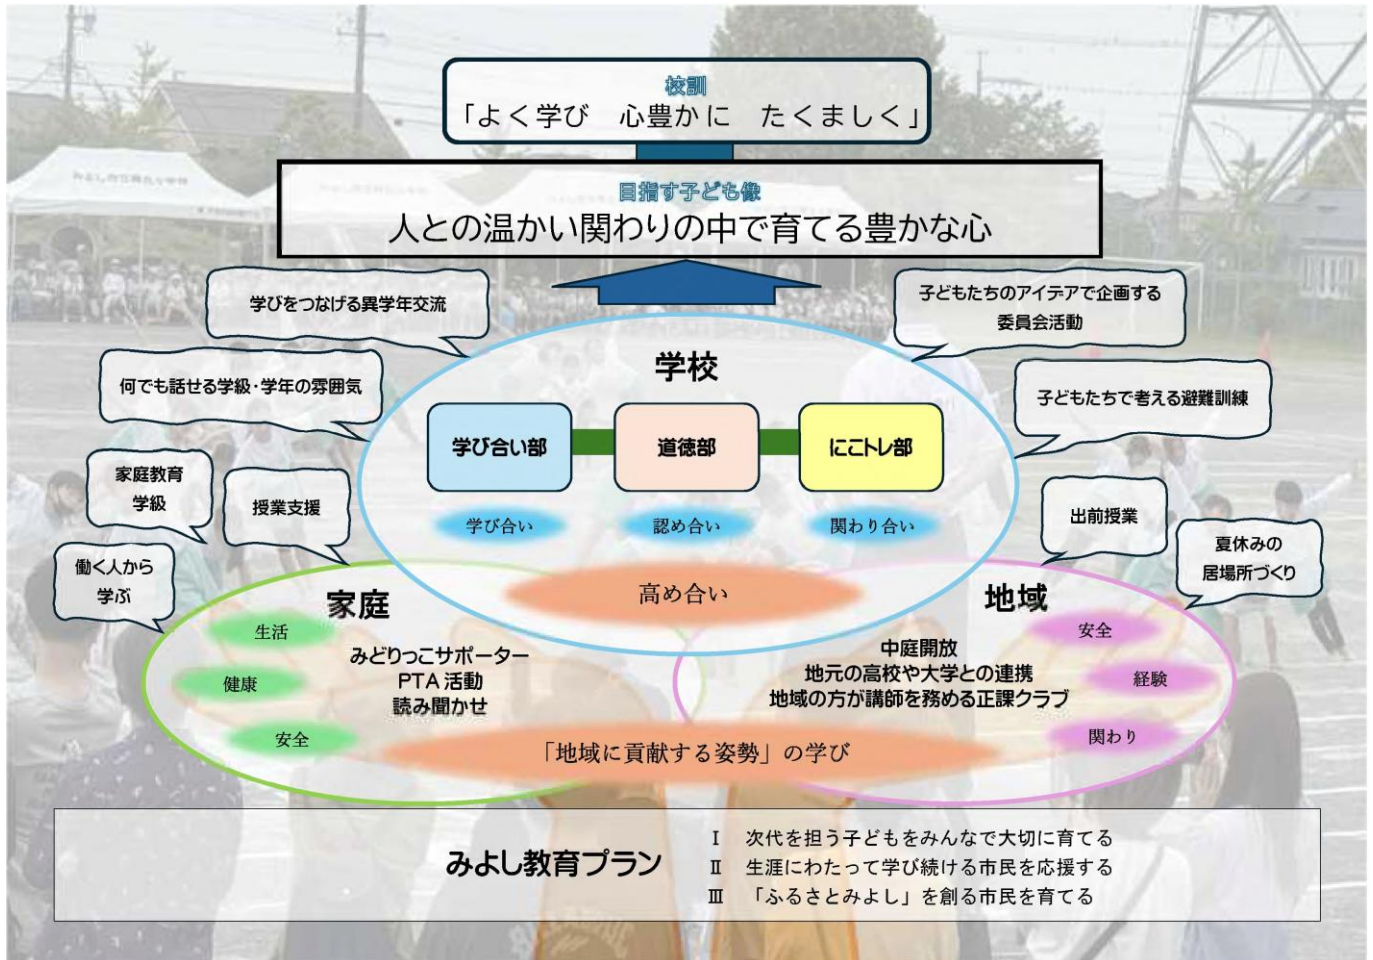 校訓
「よく学び　心豊かに　たくましく」
目指す子ども像
人との温かい関わりの中で育てる豊かな心
学びをつなげる異学年交流
子どもたちのアイデアで企画する
委員会活動
何でも話せる学級・学年の雰囲気
子どもたちで考える避難訓練
学校
学び合い部
道徳部
にこトレ部
学び合い
認め合い
関わり合い
高め合い
家庭教育
学級
授業支援
働く人から
学ぶ
出前授業
夏休みの
居場所づくり
家庭
生活
健康
安全
みどりっこサポーター
PTA 活動
読み聞かせ
地域
中庭開放
地元の高校や大学との連携
地域の方が講師を務める正課クラブ
安全
経験
関わり
「地域に貢献する姿勢」の学び
みよし教育プラン
Ⅰ　次代を担う子どもをみんなで大切に育てる
Ⅱ　生涯にわたって学び続ける市民を応援する
Ⅲ　「ふるさとみよし」を創る市民を育てる